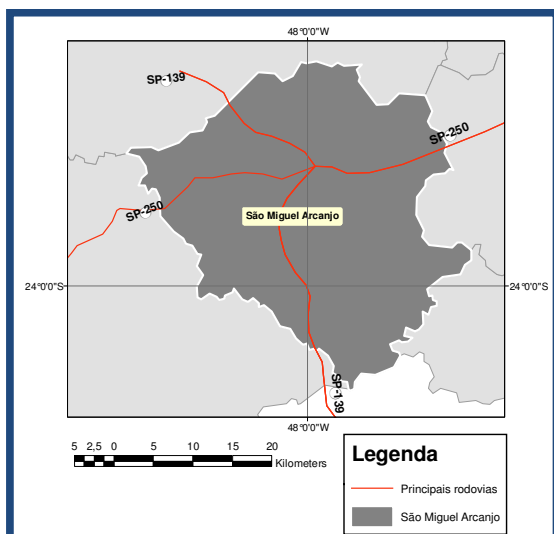 48°0'0"W
SP-139
SP-250
SP-250
São Miguel Arcanjo
24°0'0"S
24°0'0"S
SP-139
48°0'0"W
5 2,5 0 5 10 15 20
Kilometers
Legenda
Principais rodovias
São Miguel Arcanjo